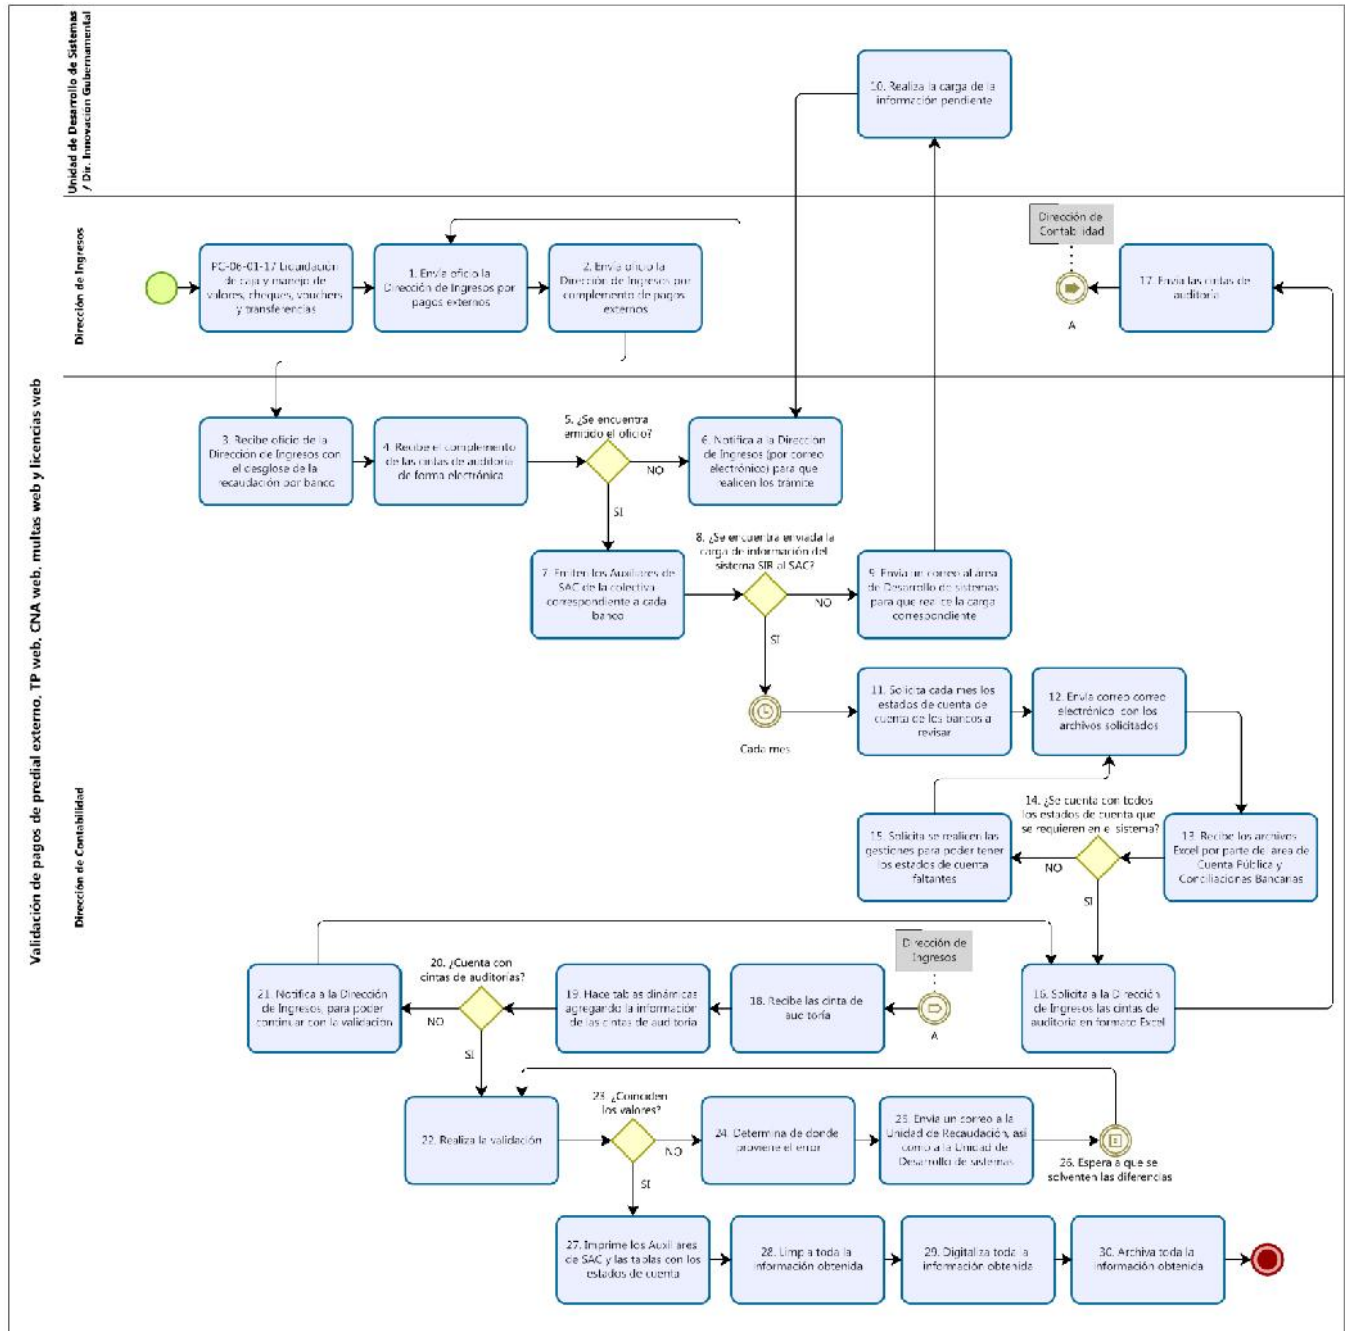 Validación de pagos de predial externo, TP web, CNA web, multas web y licencias web
Unidad de Desarrollo de Sistemas
/ Dir. Innovación Gubernamental
10. Realiza la carga de la
información pendiente
Dirección de Ingresos
PC-06-01-17 Liquidación
de caja y manejo de
valores, cheques, vouchers
y transferencias
1. Envía oficio la
Dirección de Ingresos por
pagos externos
2. Envía oficio la
Dirección de Ingresos por
complemento de pagos
externos
Dirección de
Contabilidad
A
17. Envía las cintas de
auditoría
Dirección de Contabilidad
3. Recibe oficio de la
Dirección de Ingresos con
el desglose de la
recaudación por banco
4. Recibe el complemento
de las cintas de auditoría
de forma electrónica
5. ¿Se encuentra
emitido el oficio?
NO
SI
6. Notifica a la Dirección
de Ingresos (por correo
electrónico) para que
realicen los trámite
7. Emiten los Auxiliares de
SAC de la colectiva
correspondiente a cada
banco
8. ¿Se encuentra enviada la
carga de información del
sistema SIR al SAC?
NO
SI
9. Envía un correo al área
de Desarrollo de sistemas
para que realice la carga
correspondiente
Cada mes
11. Solicita cada mes los
estados de cuenta de
cuenta de los bancos a
revisar
12. Envía correo correo
electrónico con los
archivos solicitados
13. Recibe los archivos
Excel por parte del área de
Cuenta Pública y
Conciliaciones Bancarias
14. ¿Se cuenta con todos
los estados de cuenta que
se requieren en el sistema?
NO
SI
15. Solicita se realicen las
gestiones para poder tener
los estados de cuenta
faltantes
16. Solicita a la Dirección
de Ingresos las cintas de
auditoría en formato Excel
Dirección de
Ingresos
A
18. Recibe las cinta de
auditoría
19. Hace tablas dinámicas
agregando la información
de las cintas de auditoría
20. ¿Cuenta con
cintas de auditorías?
NO
SI
21. Notifica a la Dirección
de Ingresos, para poder
continuar con la validación
22. Realiza la validación
23. ¿Coinciden
los valores?
NO
SI
24. Determina de donde
proviene el error
25. Envía un correo a la
Unidad de Recaudación, así
como a la Unidad de
Desarrollo de sistemas
26. Espera a que se
solventen las diferencias
27. Imprime los Auxiliares
de SAC y las tablas con los
estados de cuenta
28. Limpia toda la
información obtenida
29. Digitaliza toda la
información obtenida
30. Archiva toda la
información obtenida